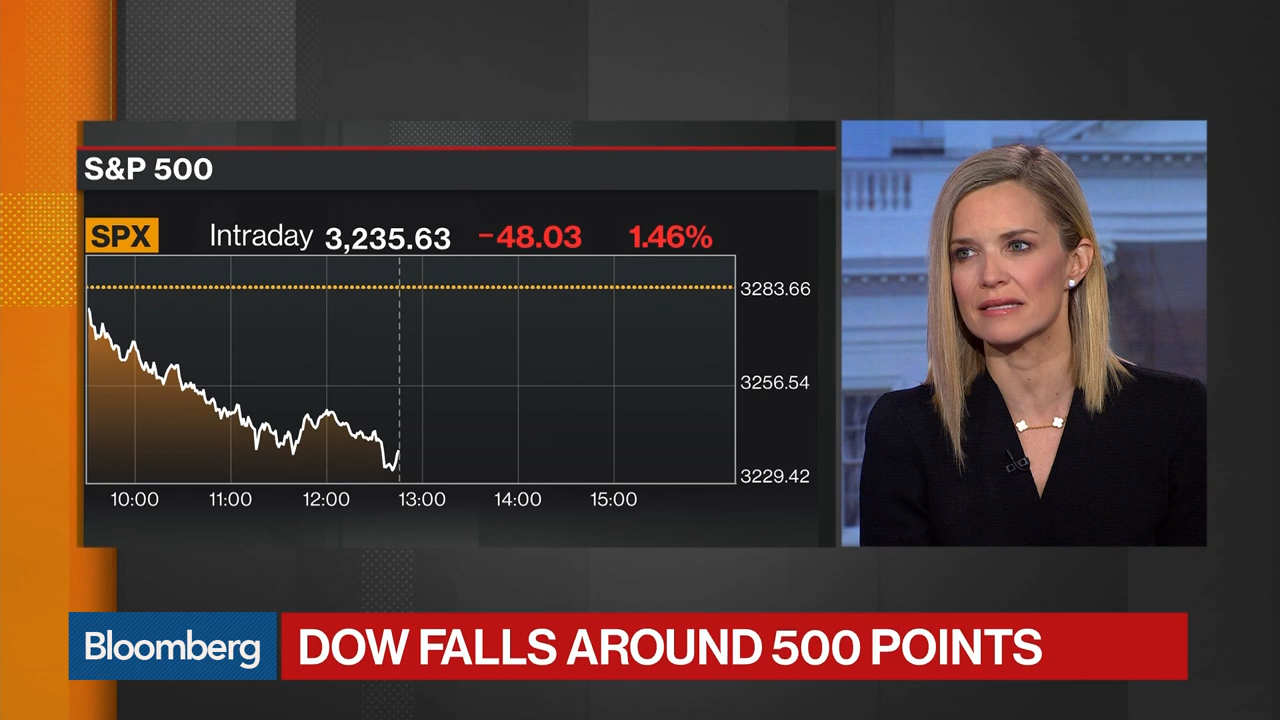 S&P 500
SPX Intraday 3,235.63 -48.03 1.46%
3283.66
3256.54
3229.42
10:00 11:00 12:00 13:00 14:00 15:00
Bloomberg DOW FALLS AROUND 500 POINTS